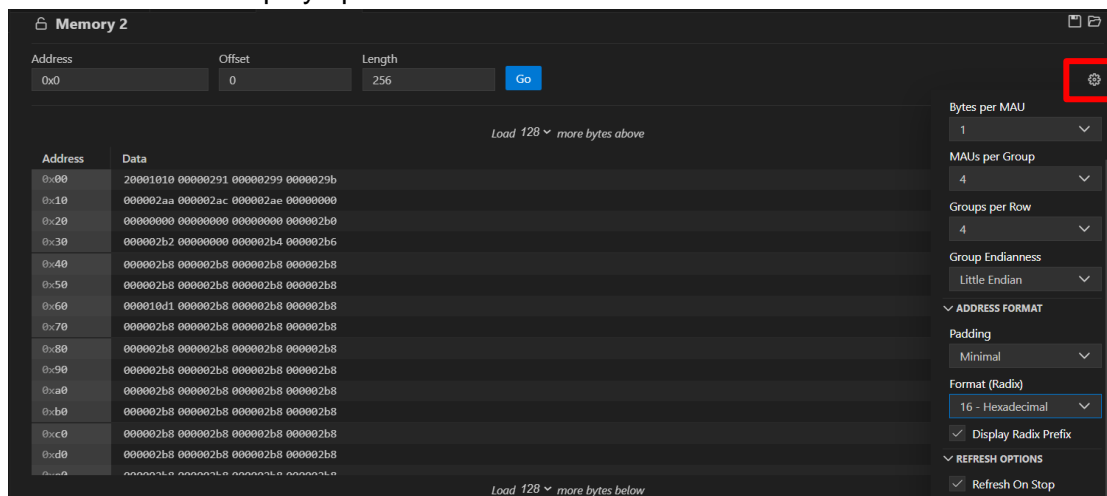 Memory 2
Address Offset Length
0x0 0 256 Go
Load 128 more bytes above
Address Data
0x00 20001010 00000291 00000299 0000029b
0x10 000002aa 000002ac 000002ae 00000000
0x20 00000000 00000000 00000000 000002b0
0x30 000002b2 00000000 000002b4 000002b6
0x40 000002b8 000002b8 000002b8 000002b8
0x50 000002b8 000002b8 000002b8 000002b8
0x60 000010d1 000002b8 000002b8 000002b8
0x70 000002b8 000002b8 000002b8 000002b8
0x80 000002b8 000002b8 000002b8 000002b8
0x90 000002b8 000002b8 000002b8 000002b8
0xa0 000002b8 000002b8 000002b8 000002b8
0xb0 000002b8 000002b8 000002b8 000002b8
0xc0 000002b8 000002b8 000002b8 000002b8
0xd0 000002b8 000002b8 000002b8 000002b8
Load 128 more bytes below
Bytes per MAU
1
MAUs per Group
4
Groups per Row
4
Group Endianness
Little Endian
ADDRESS FORMAT
Padding
Minimal
Format (Radix)
16 - Hexadecimal
Display Radix Prefix
REFRESH OPTIONS
Refresh On Stop